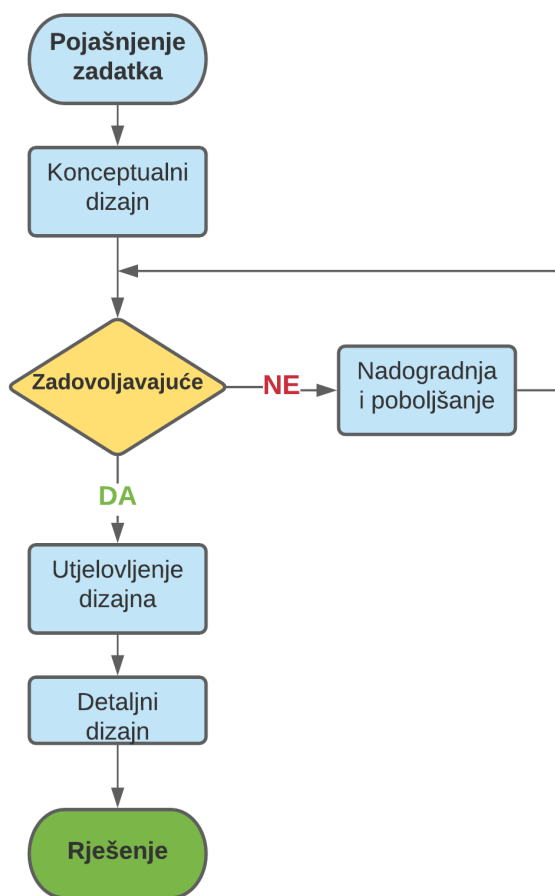 Pojašnjenje
zadatka
Konceptualni
dizajn
Zadovoljavajuće
NE
Nadogradnja
i poboljšanje
DA
Utjelovljenje
dizajna
Detaljni
dizajn
Rješenje